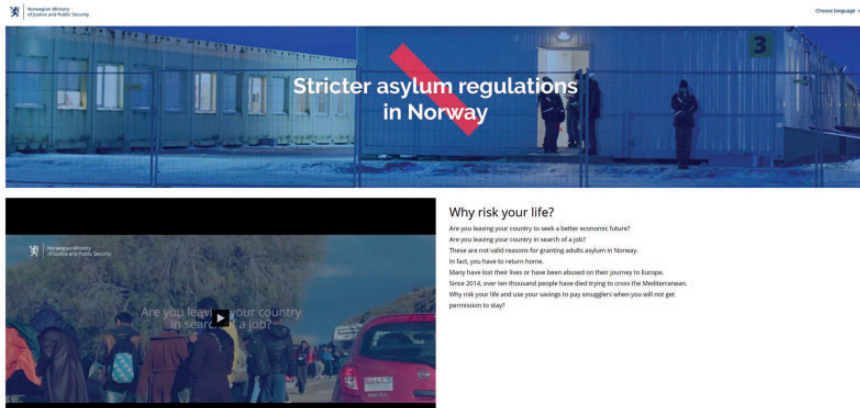 Norwegian Ministry
of Justice and Public Security
Choose language
3
Stricter asylum regulations
in Norway
Norwegian Ministry
of Justice and Public Security
Are you leaving your country
in search of a job?
Why risk your life?
Are you leaving your country to seek a better economic future?
Are you leaving your country in search of a job?
These are not valid reasons for granting adults asylum in Norway.
In fact, you have to return home.
Many have lost their lives or have been abused on their journey to Europe.
Since 2014, over ten thousand people have died trying to cross the Mediterranean.
Why risk your life and use your savings to pay smugglers when you will not get
permission to stay?